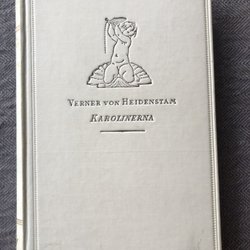 VERNER VON HEIDENSTAM
KAROLINERNA